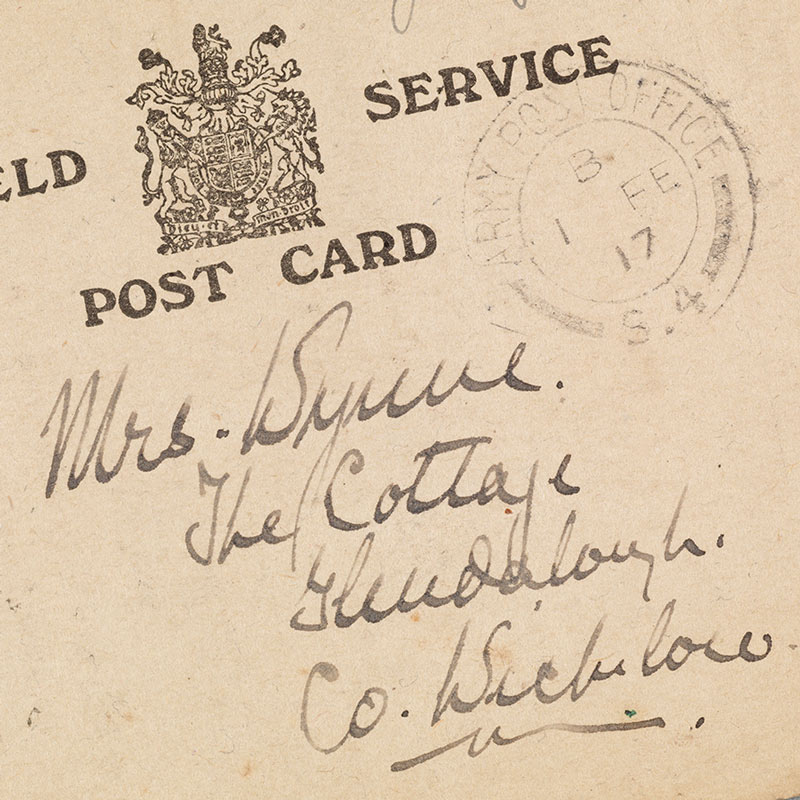 ELD SERVICE
Dieu et mon droit
POST CARD
ARMY POST OFFICE
B
1 FE
17
S.4
Mrs. Wynne.
The Cottage
Glendalough.
Co. Wicklow.